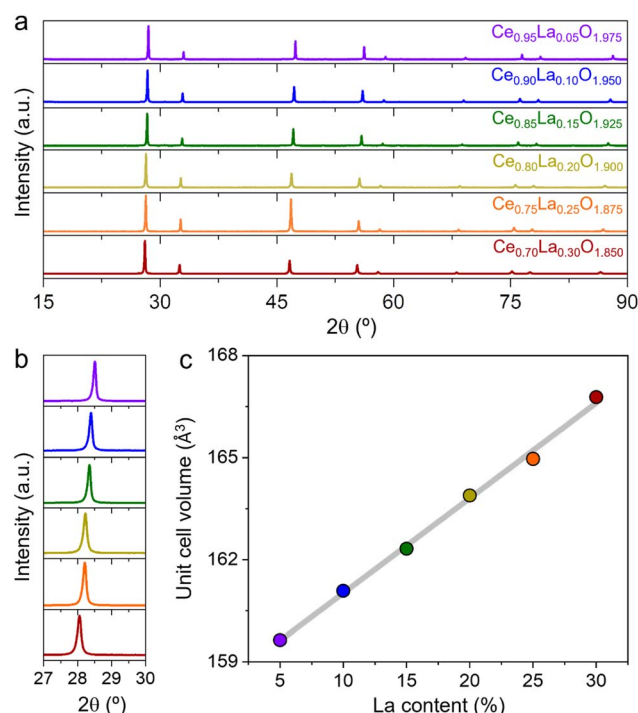 a
Ce₀.₉₅La₀.₀₅O₁.₉₇₅
Ce₀.₉₀La₀.₁₀O₁.₉₅₀
Ce₀.₈₅La₀.₁₅O₁.₉₂₅
Ce₀.₈₀La₀.₂₀O₁.₉₀₀
Ce₀.₇₅La₀.₂₅O₁.₈₇₅
Ce₀.₇₀La₀.₃₀O₁.₈₅₀
Intensity (a.u.)
15 30 45 60 75 90
2θ (º)
b
Intensity (a.u.)
27 28 29 30
2θ (º)
c
Unit cell volume (Å³)
168
165
162
159
5 10 15 20 25 30
La content (%)